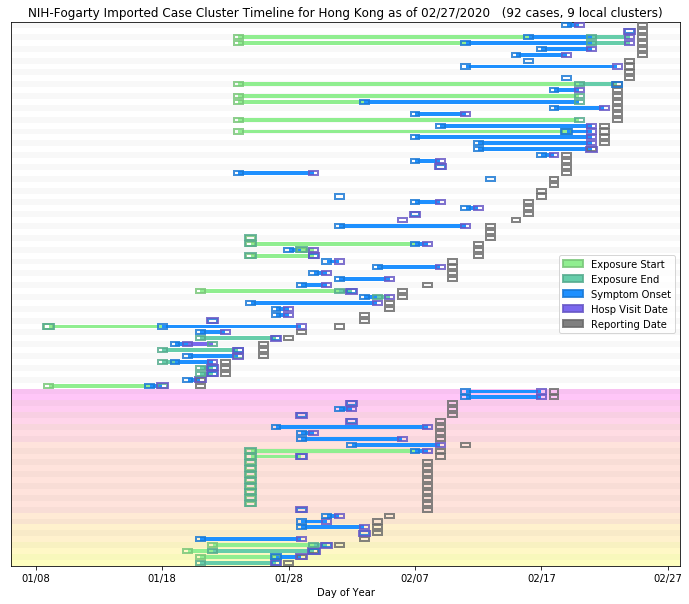 NIH-Fogarty Imported Case Cluster Timeline for Hong Kong as of 02/27/2020 (92 cases, 9 local clusters)
Exposure Start
Exposure End
Symptom Onset
Hosp Visit Date
Reporting Date
01/08 01/18 01/28 02/07 02/17 02/27
Day of Year